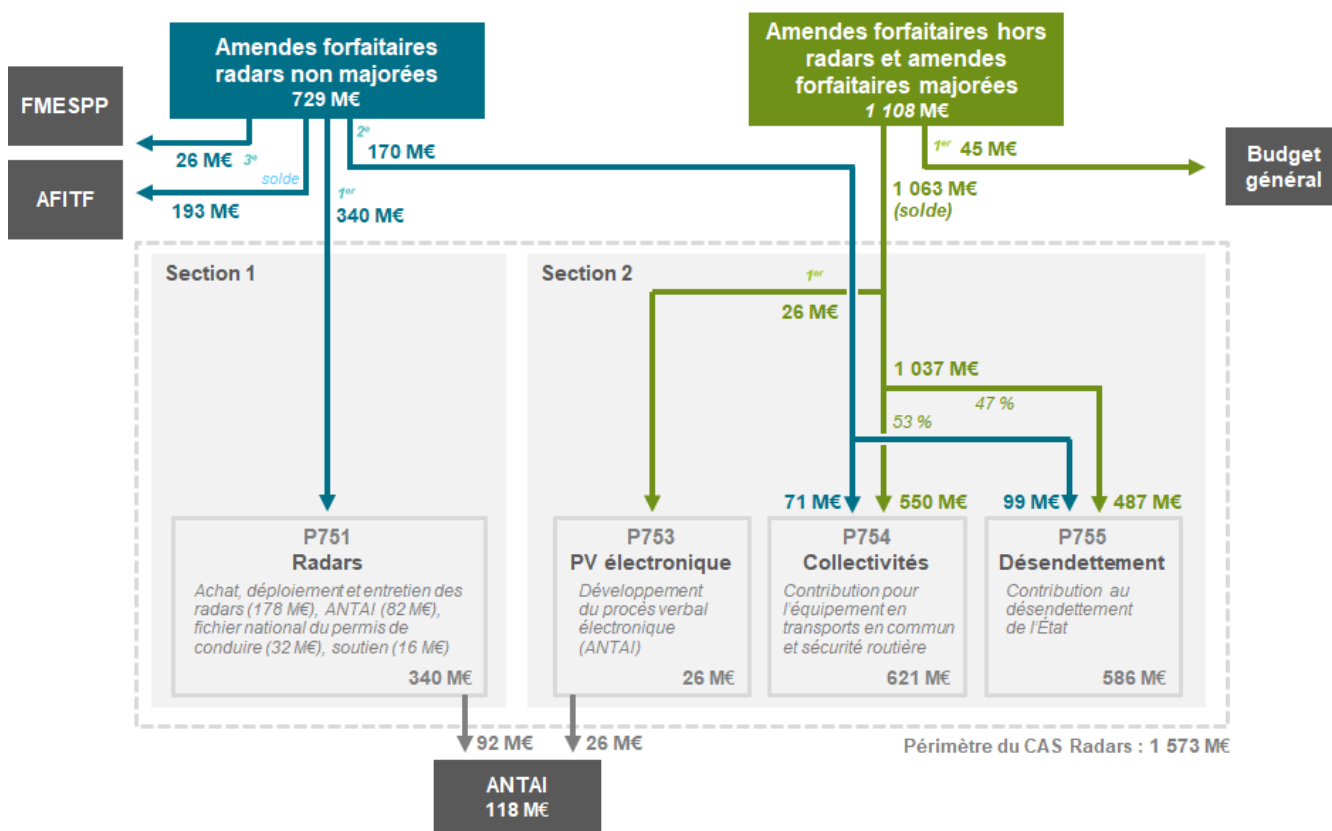 Amendes forfaitaires
radars non majorées
729 M€
Amendes forfaitaires hors
radars et amendes
forfaitaires majorées
1 108 M€
FMESPP
AFITF
Budget
général
26 M€ 3e
solde
193 M€
1er
340 M€
2e
170 M€
1er 45 M€
1 063 M€
(solde)
Section 1
Section 2
1er
26 M€
1 037 M€
47 %
53 %
71 M€
550 M€
99 M€
487 M€
P751
Radars
Achat, déploiement et entretien des
radars (178 M€), ANTAI (82 M€),
fichier national du permis de
conduire (32 M€), soutien (16 M€)
340 M€
P753
PV électronique
Développement
du procès verbal
électronique
(ANTAI)
26 M€
P754
Collectivités
Contribution pour
l'équipement en
transports en commun
et sécurité routière
621 M€
P755
Désendettement
Contribution au
désendettement
de l'État
586 M€
92 M€
26 M€
Périmètre du CAS Radars : 1 573 M€
ANTAI
118 M€